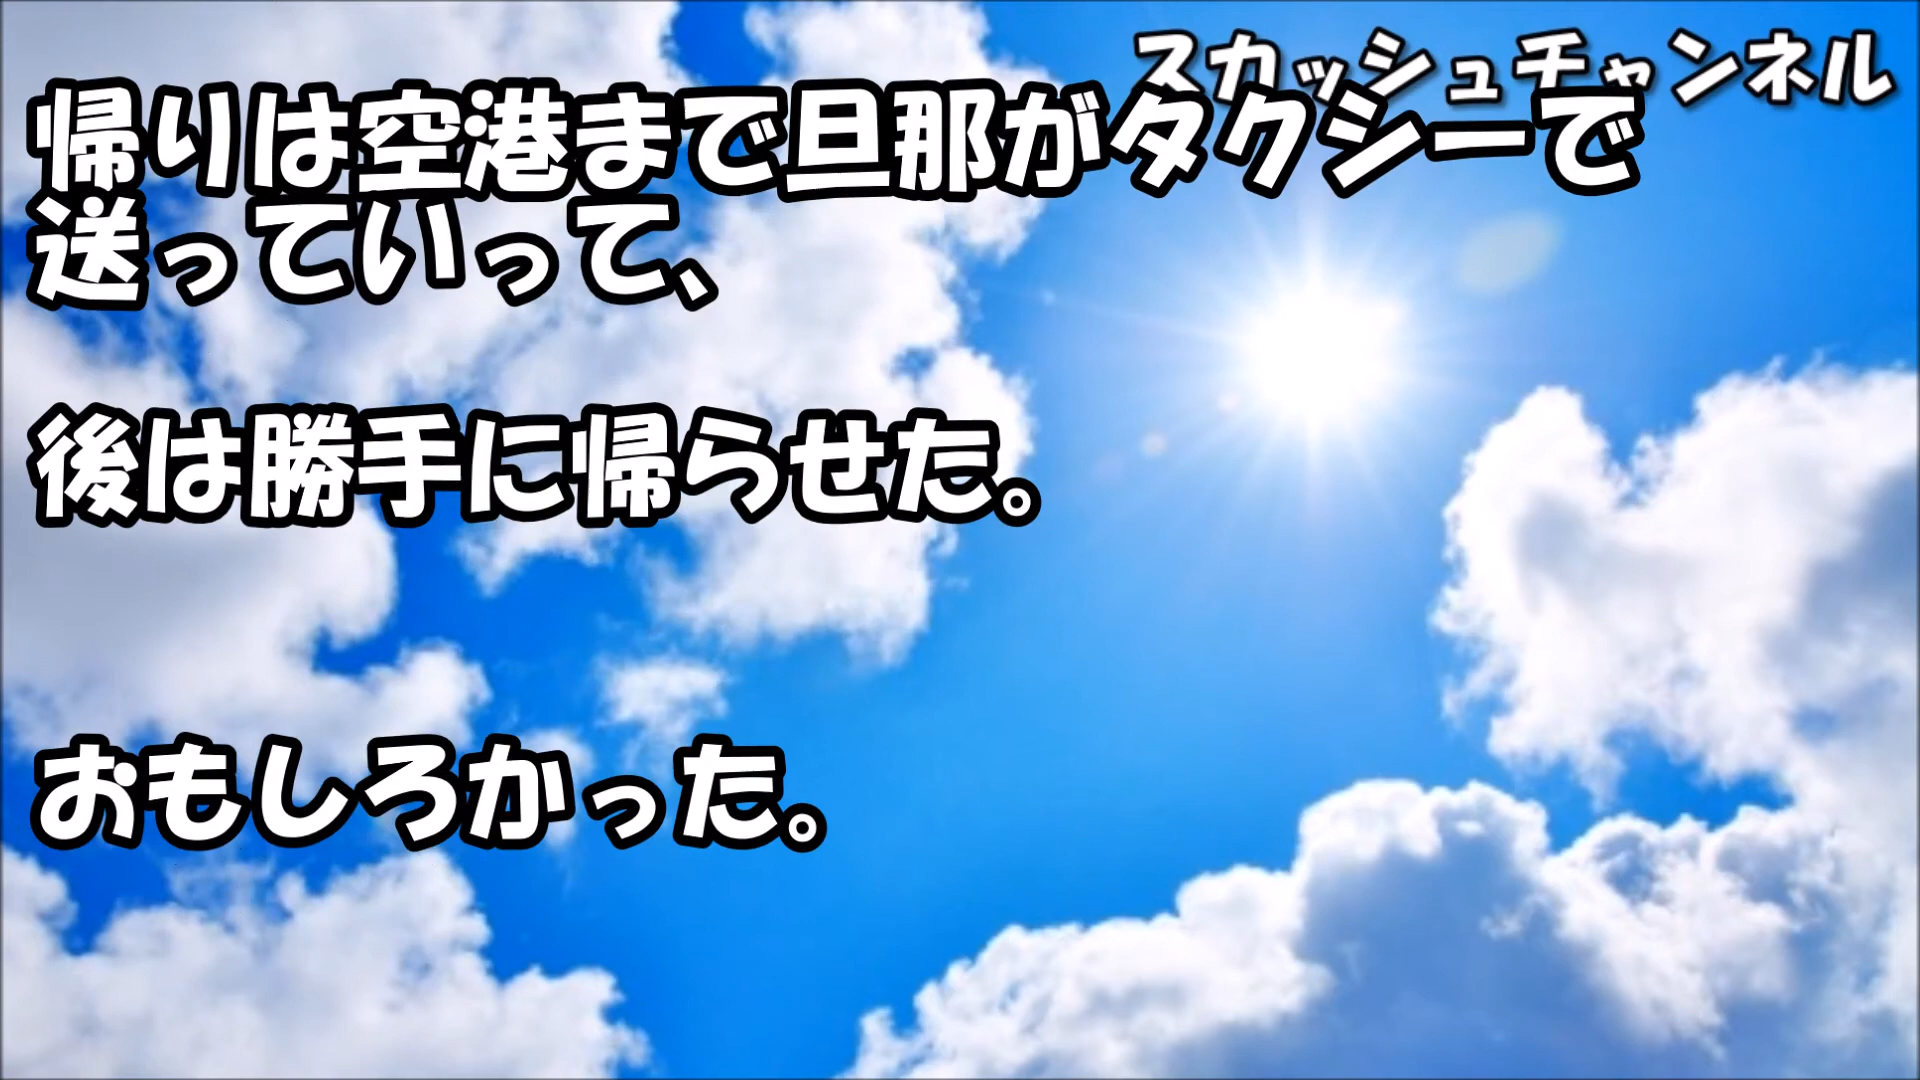 スカッシュチャンネル
帰りは空港まで旦那がタクシーで
送っていって、
後は勝手に帰らせた。
おもしろかった。